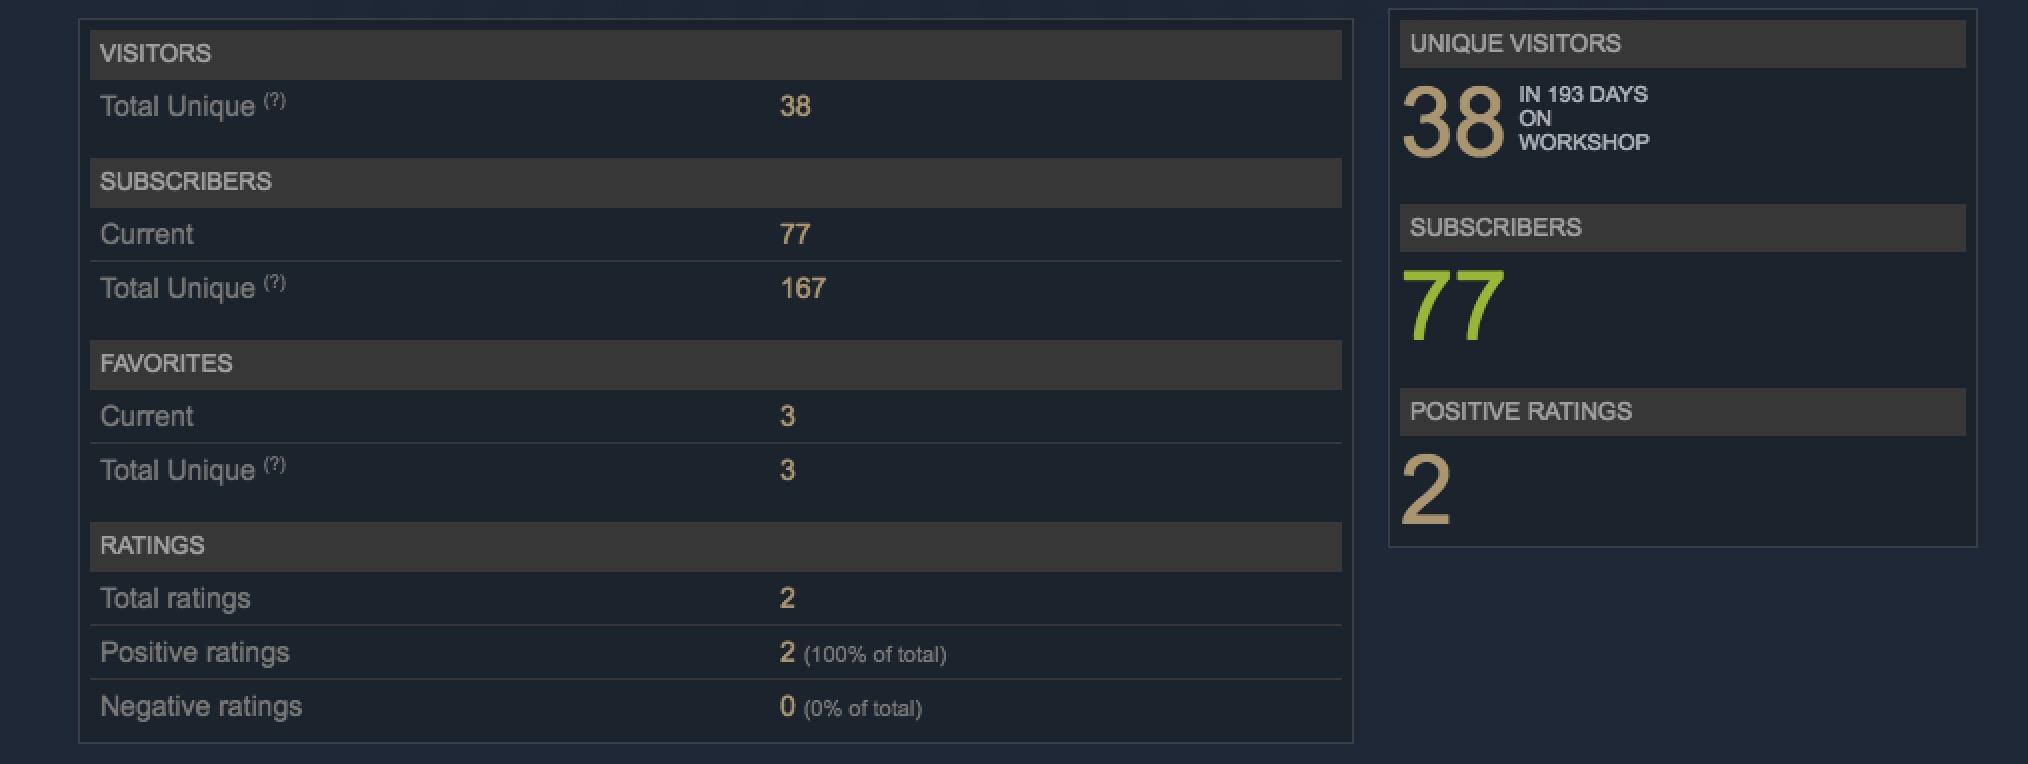 VISITORS
Total Unique (?) 38
SUBSCRIBERS
Current 77
Total Unique (?) 167
FAVORITES
Current 3
Total Unique (?) 3
RATINGS
Total ratings 2
Positive ratings 2 (100% of total)
Negative ratings 0 (0% of total)
UNIQUE VISITORS
38 IN 193 DAYS
ON
WORKSHOP
SUBSCRIBERS
77
POSITIVE RATINGS
2